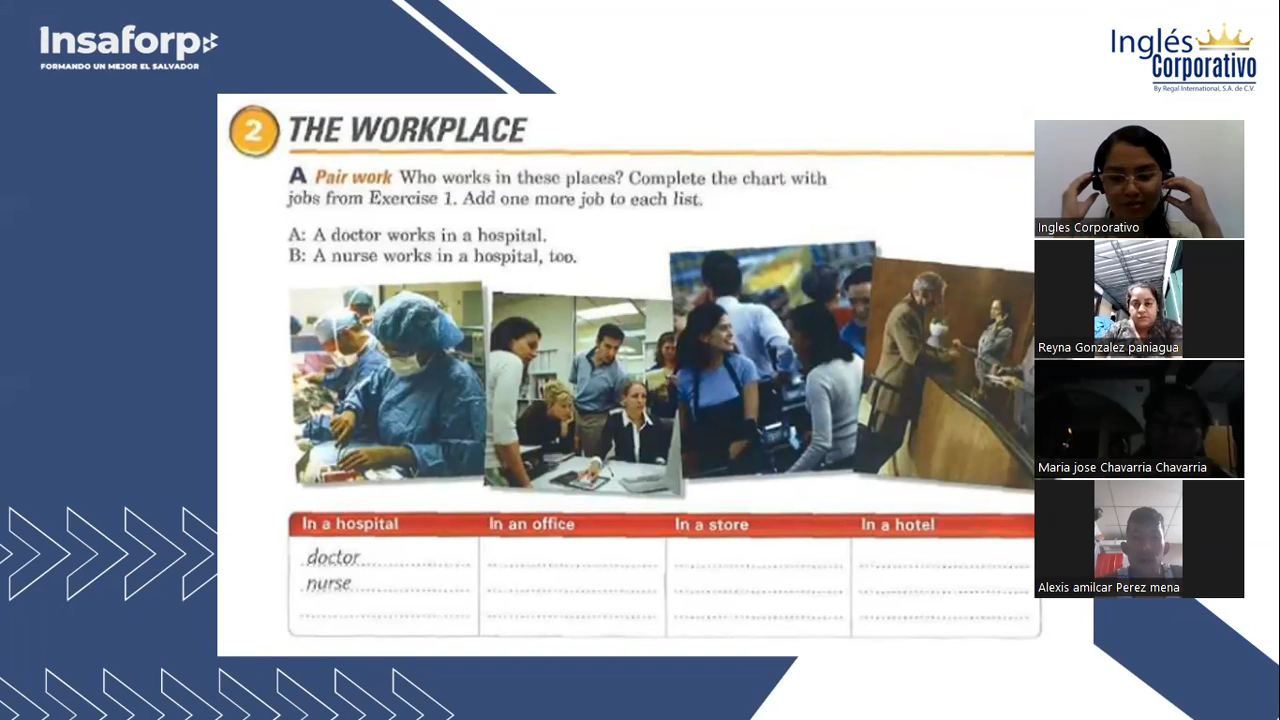 Insaforp
FORMANDO UN MEJOR EL SALVADOR
Inglés
Corporativo
By Regal International, S.A. de C.V.
2 THE WORKPLACE
A Pair work Who works in these places? Complete the chart with
jobs from Exercise 1. Add one more job to each list.
A: A doctor works in a hospital.
B: A nurse works in a hospital, too.
In a hospital In an office In a store In a hotel
doctor
nurse
Ingles Corporativo
Reyna Gonzalez paniagua
Maria jose Chavarria Chavarria
Alexis amilcar Perez mena